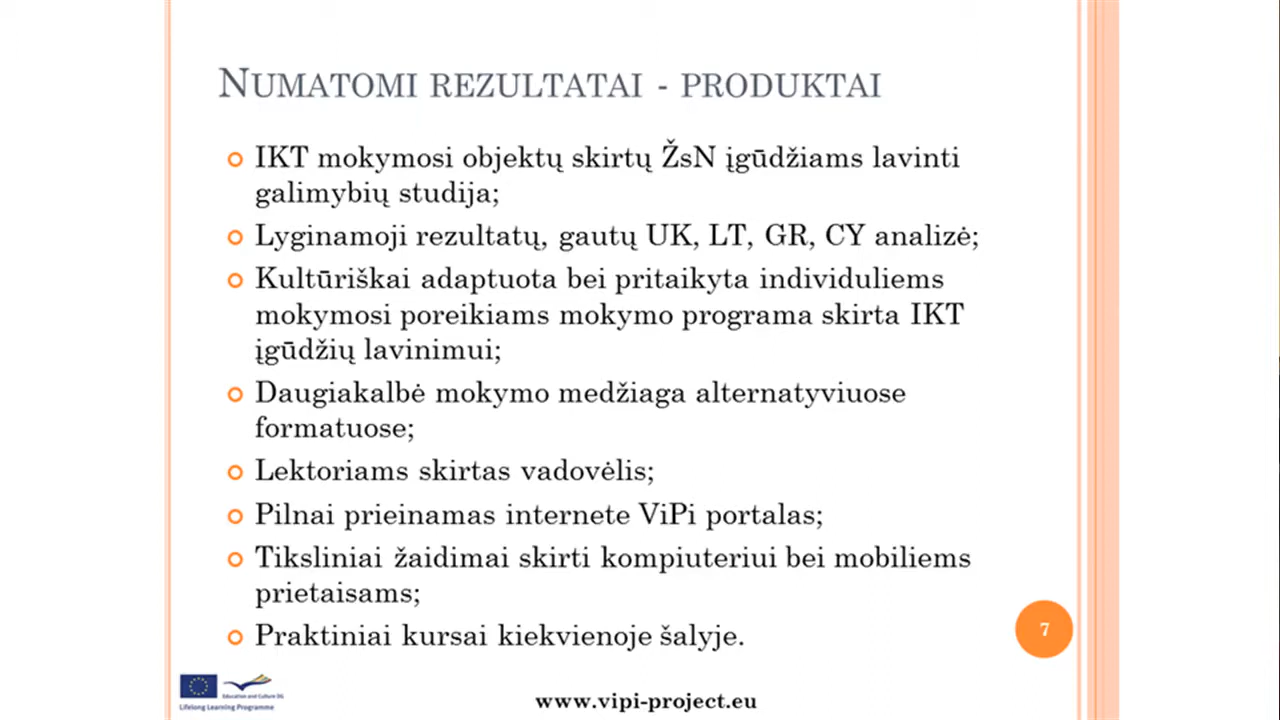 NUMATOMI REZULTATAI - PRODUKTAI
IKT mokymosi objektų skirtų ŽsN įgūdžiams lavinti
galimybių studija;
Lyginamoji rezultatų, gautų UK, LT, GR, CY analizė;
Kultūriškai adaptuota bei pritaikyta individuliems
mokymosi poreikiams mokymo programa skirta IKT
įgūdžių lavinimui;
Daugiakalbė mokymo medžiaga alternatyviuose
formatuose;
Lektoriams skirtas vadovėlis;
Pilnai prieinamas internete ViPi portalas;
Tiksliniai žaidimai skirti kompiuteriui bei mobiliems
prietaisams;
Praktiniai kursai kiekvienoje šalyje.
7
Education and Culture DG
Lifelong Learning Programme
www.vipi-project.eu